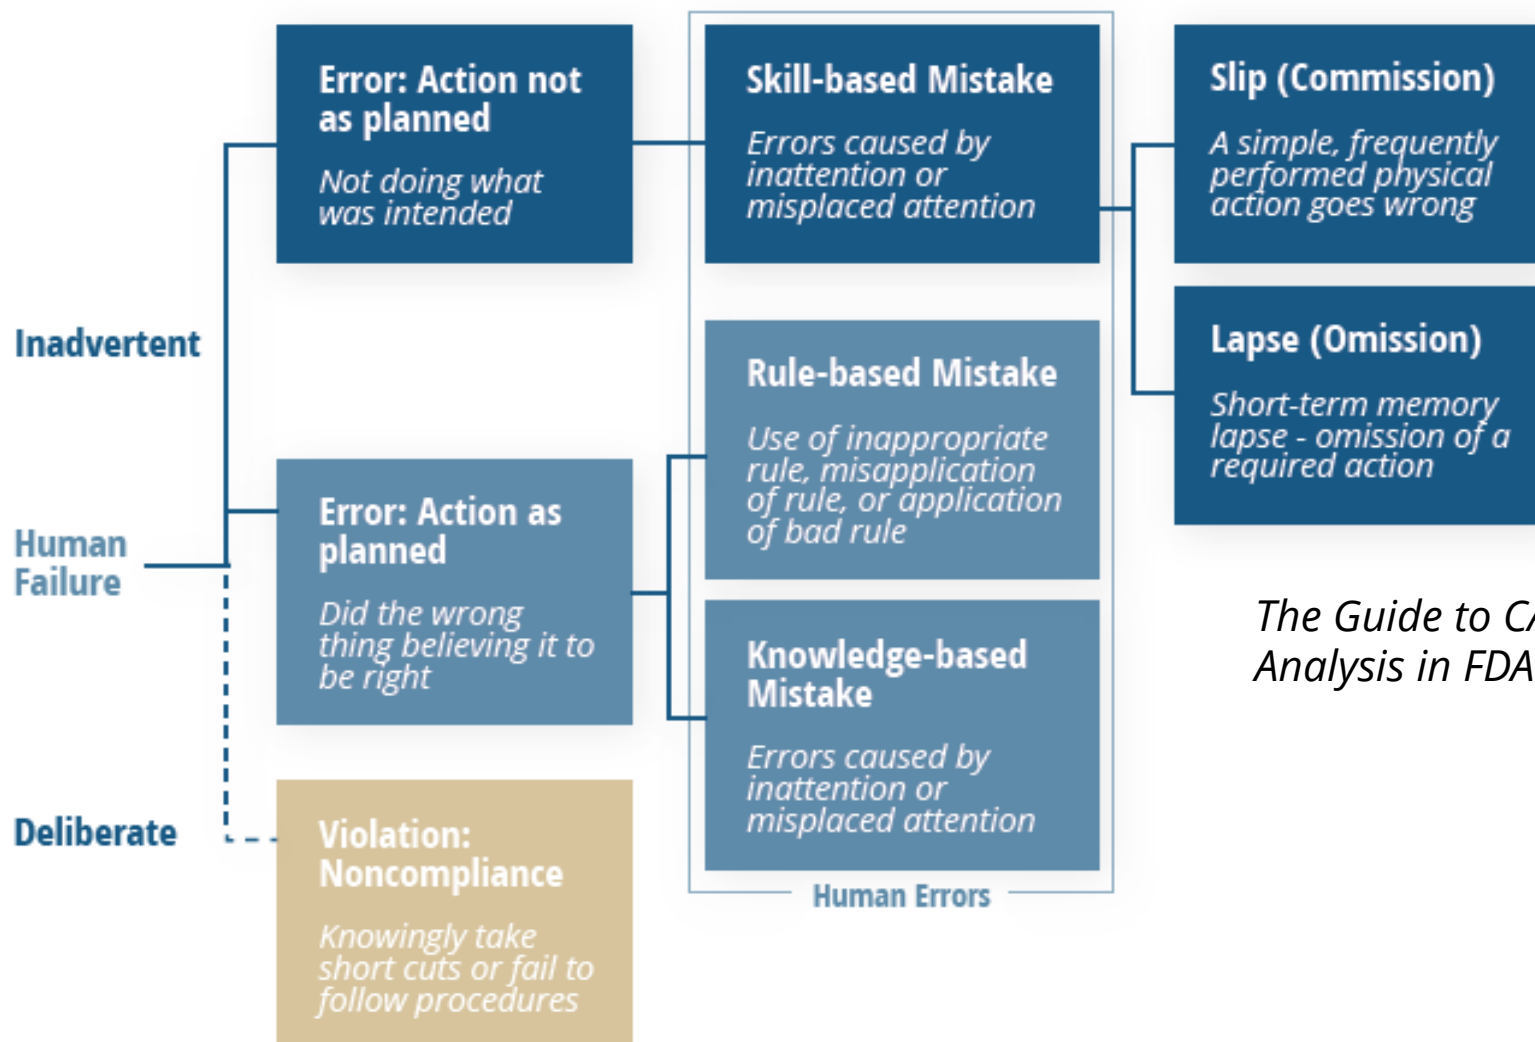 Error: Action not
as planned
Not doing what
was intended
Skill-based Mistake
Errors caused by
inattention or
misplaced attention
Slip (Commission)
A simple, frequently
performed physical
action goes wrong
Inadvertent
Rule-based Mistake
Use of inappropriate
rule, misapplication
of rule, or application
of bad rule
Lapse (Omission)
Short-term memory
lapse - omission of a
required action
Human
Failure
Error: Action as
planned
Did the wrong
thing believing it to
be right
Knowledge-based
Mistake
Errors caused by
inattention or
misplaced attention
The Guide to CA
Analysis in FDA
Deliberate
Violation:
Noncompliance
Knowingly take
short cuts or fail to
follow procedures
Human Errors